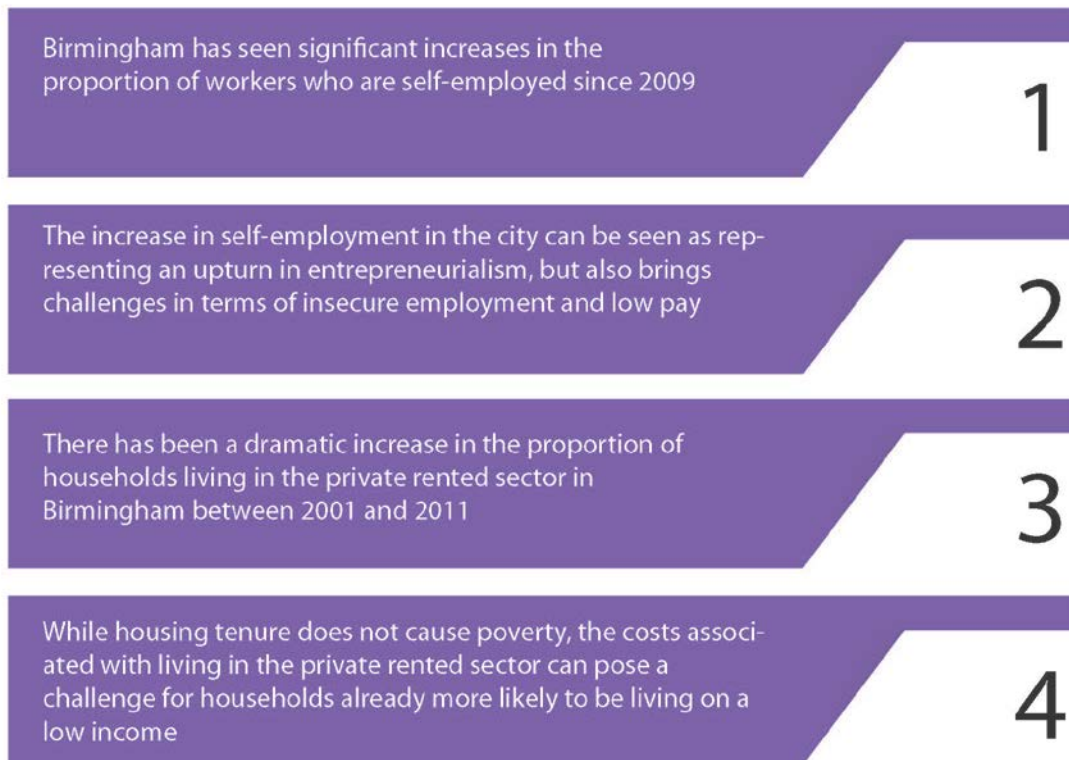 Birmingham has seen significant increases in the
proportion of workers who are self-employed since 2009
1
The increase in self-employment in the city can be seen as rep-
resenting an upturn in entrepreneurialism, but also brings
challenges in terms of insecure employment and low pay
2
There has been a dramatic increase in the proportion of
households living in the private rented sector in
Birmingham between 2001 and 2011
3
While housing tenure does not cause poverty, the costs associ-
ated with living in the private rented sector can pose a
challenge for households already more likely to be living on a
low income
4